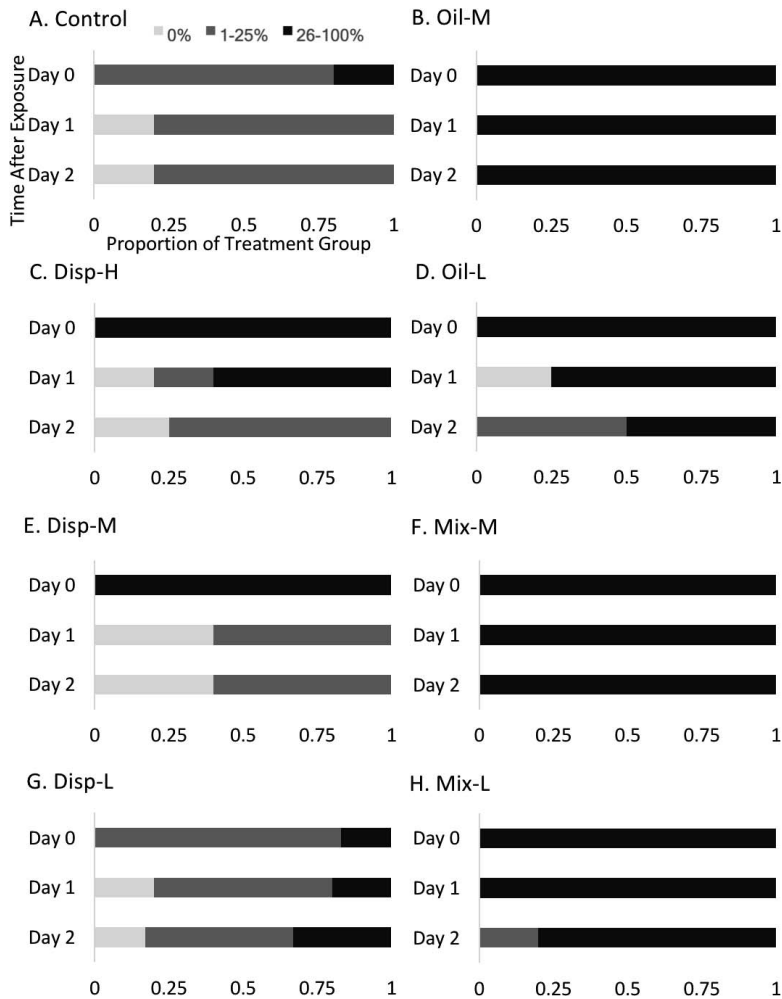 A. Control
0% 1-25% 26-100%
Time After Exposure
Day 0
Day 1
Day 2
0 0.25 0.5 0.75 1
Proportion of Treatment Group
B. Oil-M
Day 0
Day 1
Day 2
0 0.25 0.5 0.75 1
C. Disp-H
Day 0
Day 1
Day 2
0 0.25 0.5 0.75 1
D. Oil-L
Day 0
Day 1
Day 2
0 0.25 0.5 0.75 1
E. Disp-M
Day 0
Day 1
Day 2
0 0.25 0.5 0.75 1
F. Mix-M
Day 0
Day 1
Day 2
0 0.25 0.5 0.75 1
G. Disp-L
Day 0
Day 1
Day 2
0 0.25 0.5 0.75 1
H. Mix-L
Day 0
Day 1
Day 2
0 0.25 0.5 0.75 1